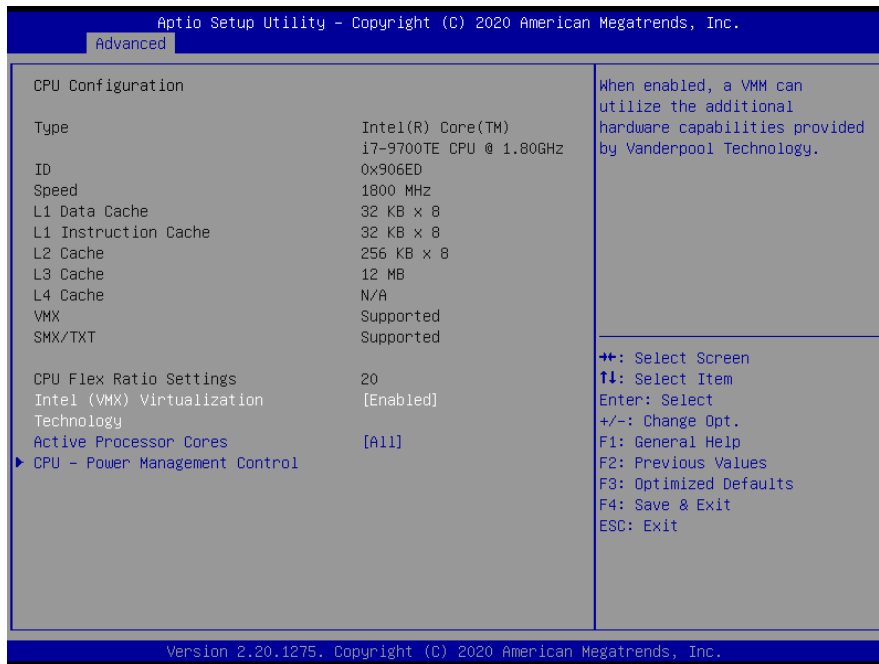 Aptio Setup Utility – Copyright (C) 2020 American Megatrends, Inc.
Advanced
CPU Configuration
Type Intel(R) Core(TM)
i7-9700TE CPU @ 1.80GHz
ID 0x906ED
Speed 1800 MHz
L1 Data Cache 32 KB x 8
L1 Instruction Cache 32 KB x 8
L2 Cache 256 KB x 8
L3 Cache 12 MB
L4 Cache N/A
VMX Supported
SMX/TXT Supported
CPU Flex Ratio Settings 20
Intel (VMX) Virtualization [Enabled]
Technology
Active Processor Cores [All]
CPU – Power Management Control
When enabled, a VMM can
utilize the additional
hardware capabilities provided
by Vanderpool Technology.
→←: Select Screen
↑↓: Select Item
Enter: Select
+/-: Change Opt.
F1: General Help
F2: Previous Values
F3: Optimized Defaults
F4: Save & Exit
ESC: Exit
Version 2.20.1275. Copyright (C) 2020 American Megatrends, Inc.